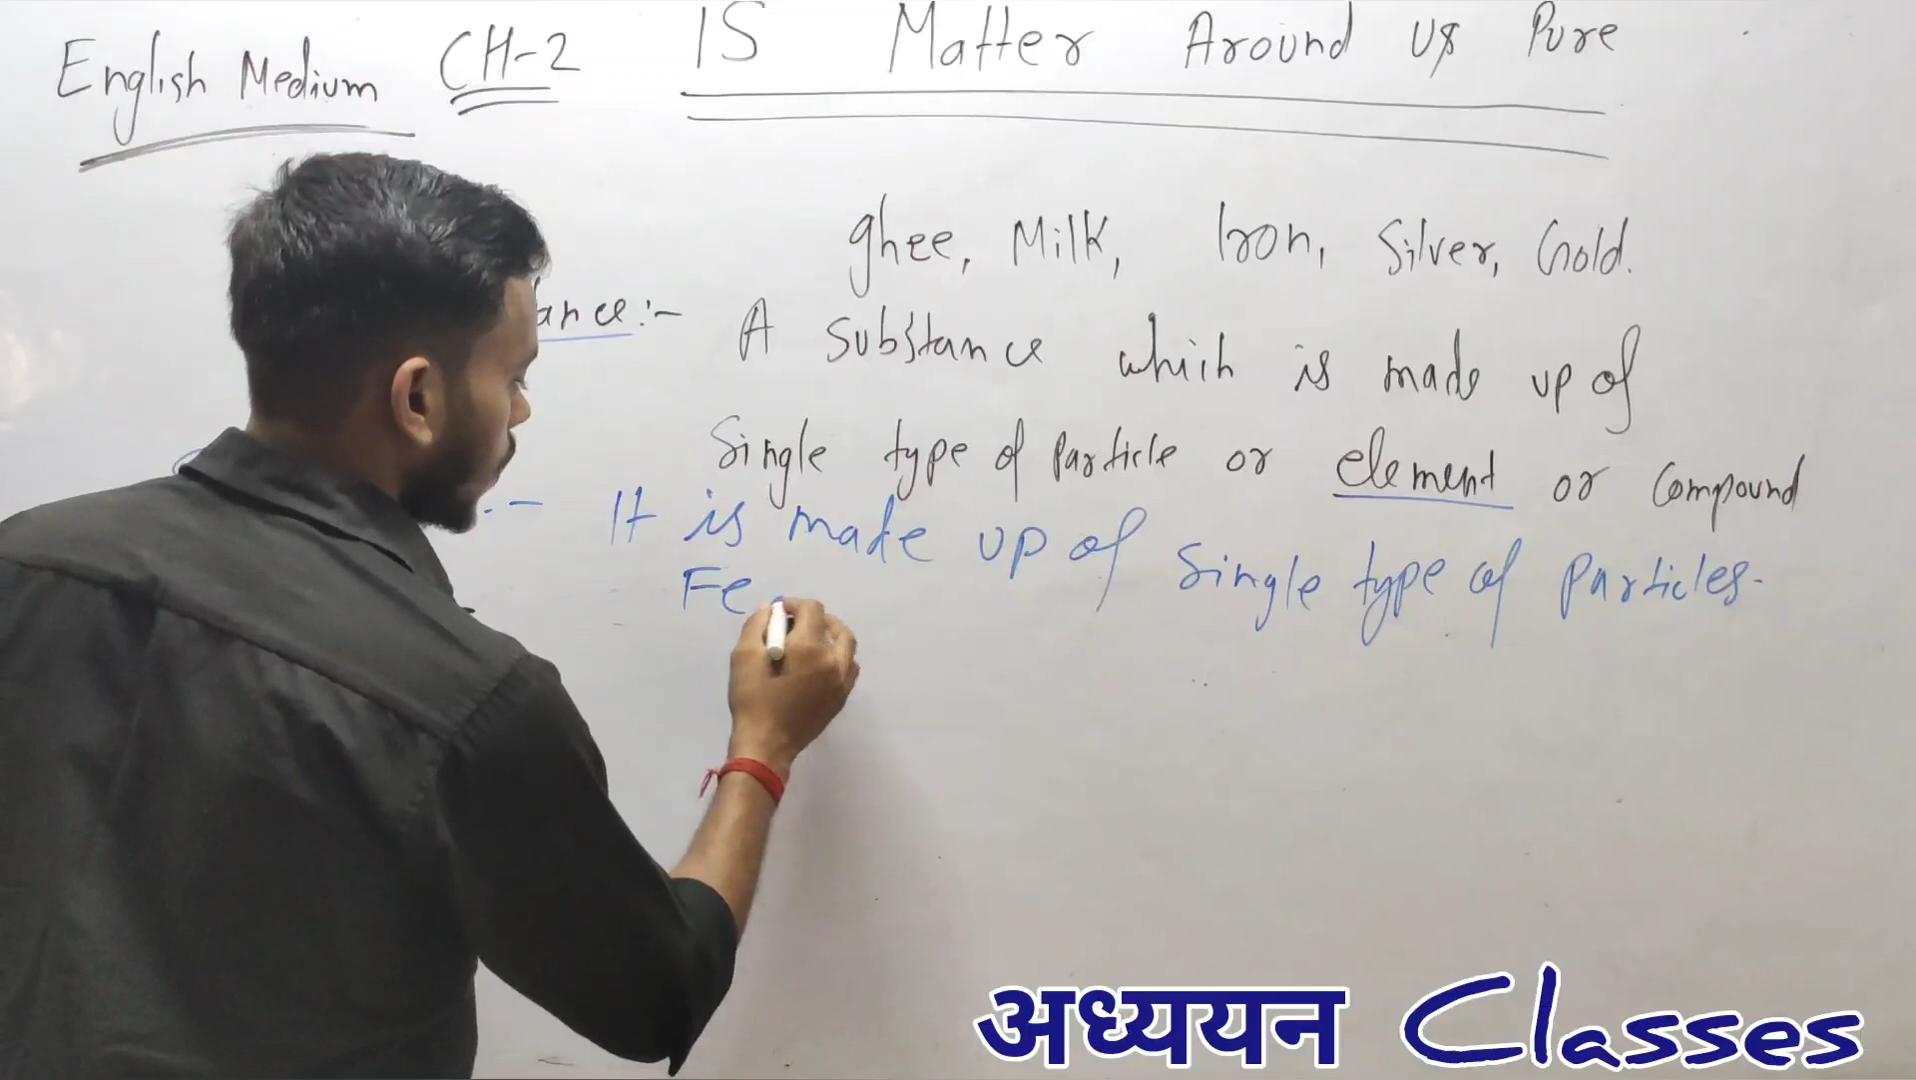 English Medium CH-2 IS Matter Around us Pure
ghee, Milk, Iron, Silver, Gold.
ance:- A substance which is made up of
Single type of particle or element or compound
:- It is made up of single type of particles.
Fe
अध्ययन Classes